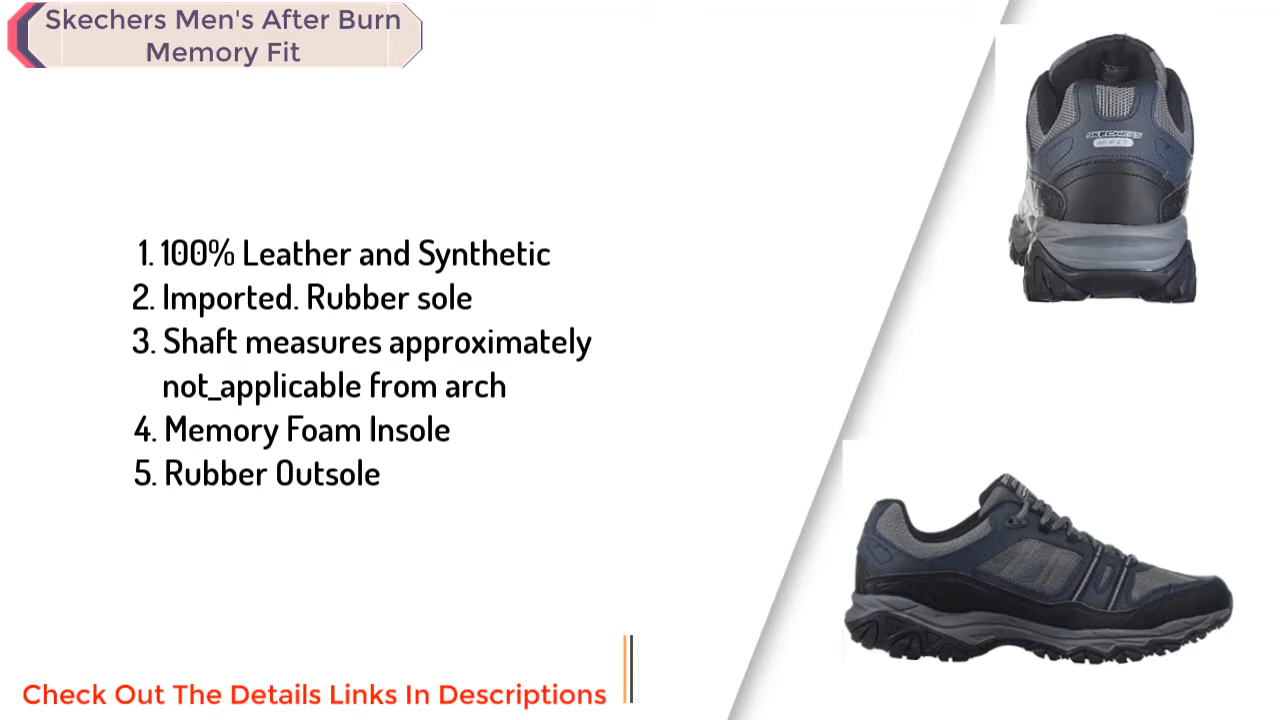 Skechers Men's After Burn
Memory Fit
1. 100% Leather and Synthetic
2. Imported. Rubber sole
3. Shaft measures approximately
not_applicable from arch
4. Memory Foam Insole
5. Rubber Outsole
Check Out The Details Links In Descriptions
SKECHERS